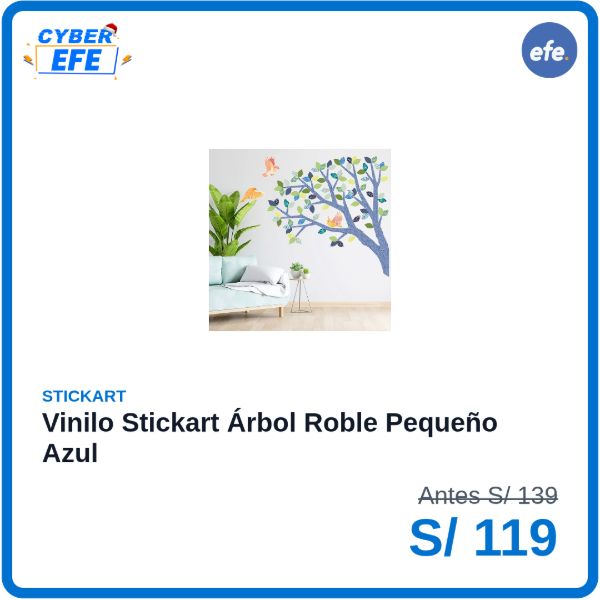 CYBER
EFE
efe.
STICKART
Vinilo Stickart Árbol Roble Pequeño
Azul
Antes S/ 139
S/ 119